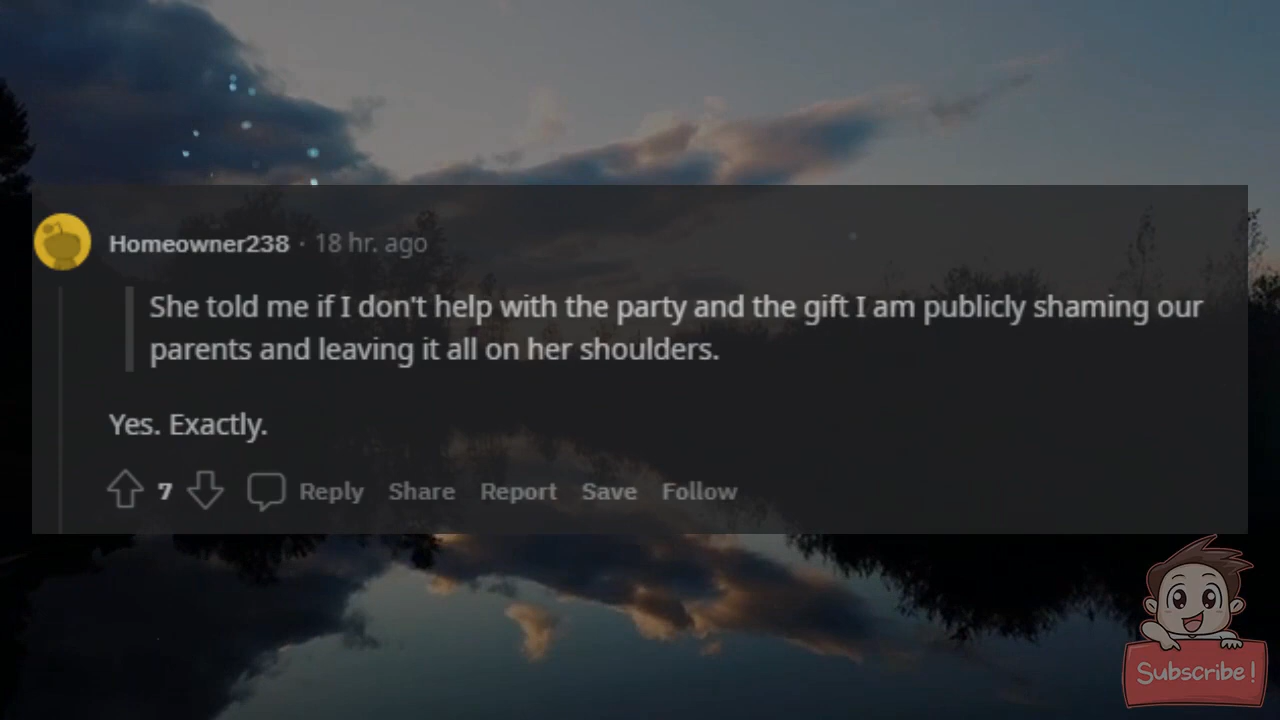 Homeowner238 · 18 hr. ago
She told me if I don't help with the party and the gift I am publicly shaming our
parents and leaving it all on her shoulders.
Yes. Exactly.
7 Reply Share Report Save Follow
Subscribe!